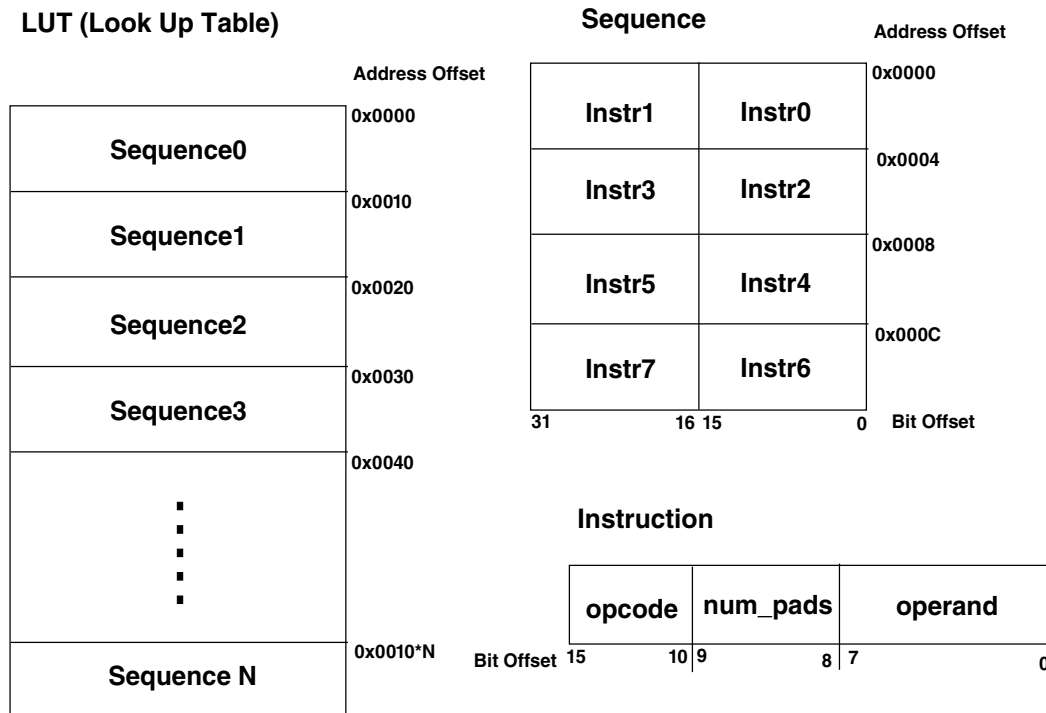 LUT (Look Up Table)
Address Offset
0x0000
Sequence0
0x0010
Sequence1
0x0020
Sequence2
0x0030
Sequence3
0x0040
0x0010*N
Sequence N
Sequence
Address Offset
0x0000
Instr1 Instr0
0x0004
Instr3 Instr2
0x0008
Instr5 Instr4
0x000C
Instr7 Instr6
31 16 15 0 Bit Offset
Instruction
opcode num_pads operand
Bit Offset 15 10 9 8 7 0